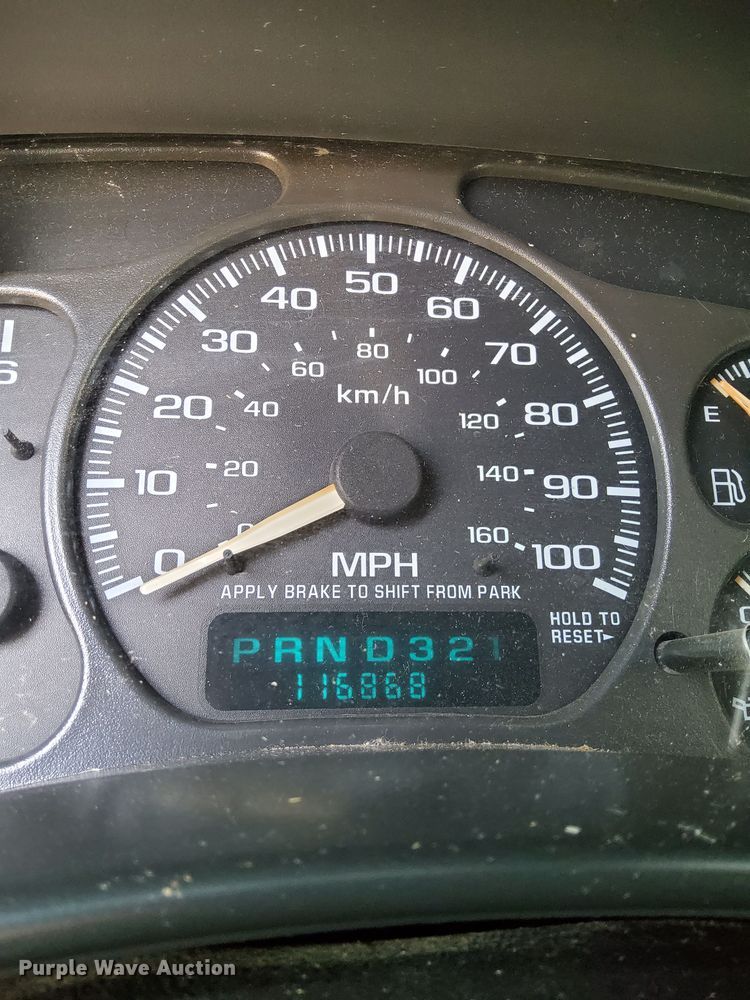 50
40
60
30
80
70
60
100
km/h
20
40
120
80
6
E
10
20
140
90
0
0
160
100
MPH
APPLY BRAKE TO SHIFT FROM PARK
HOLD TO
RESET►
PRND321
116868
Purple Wave Auction